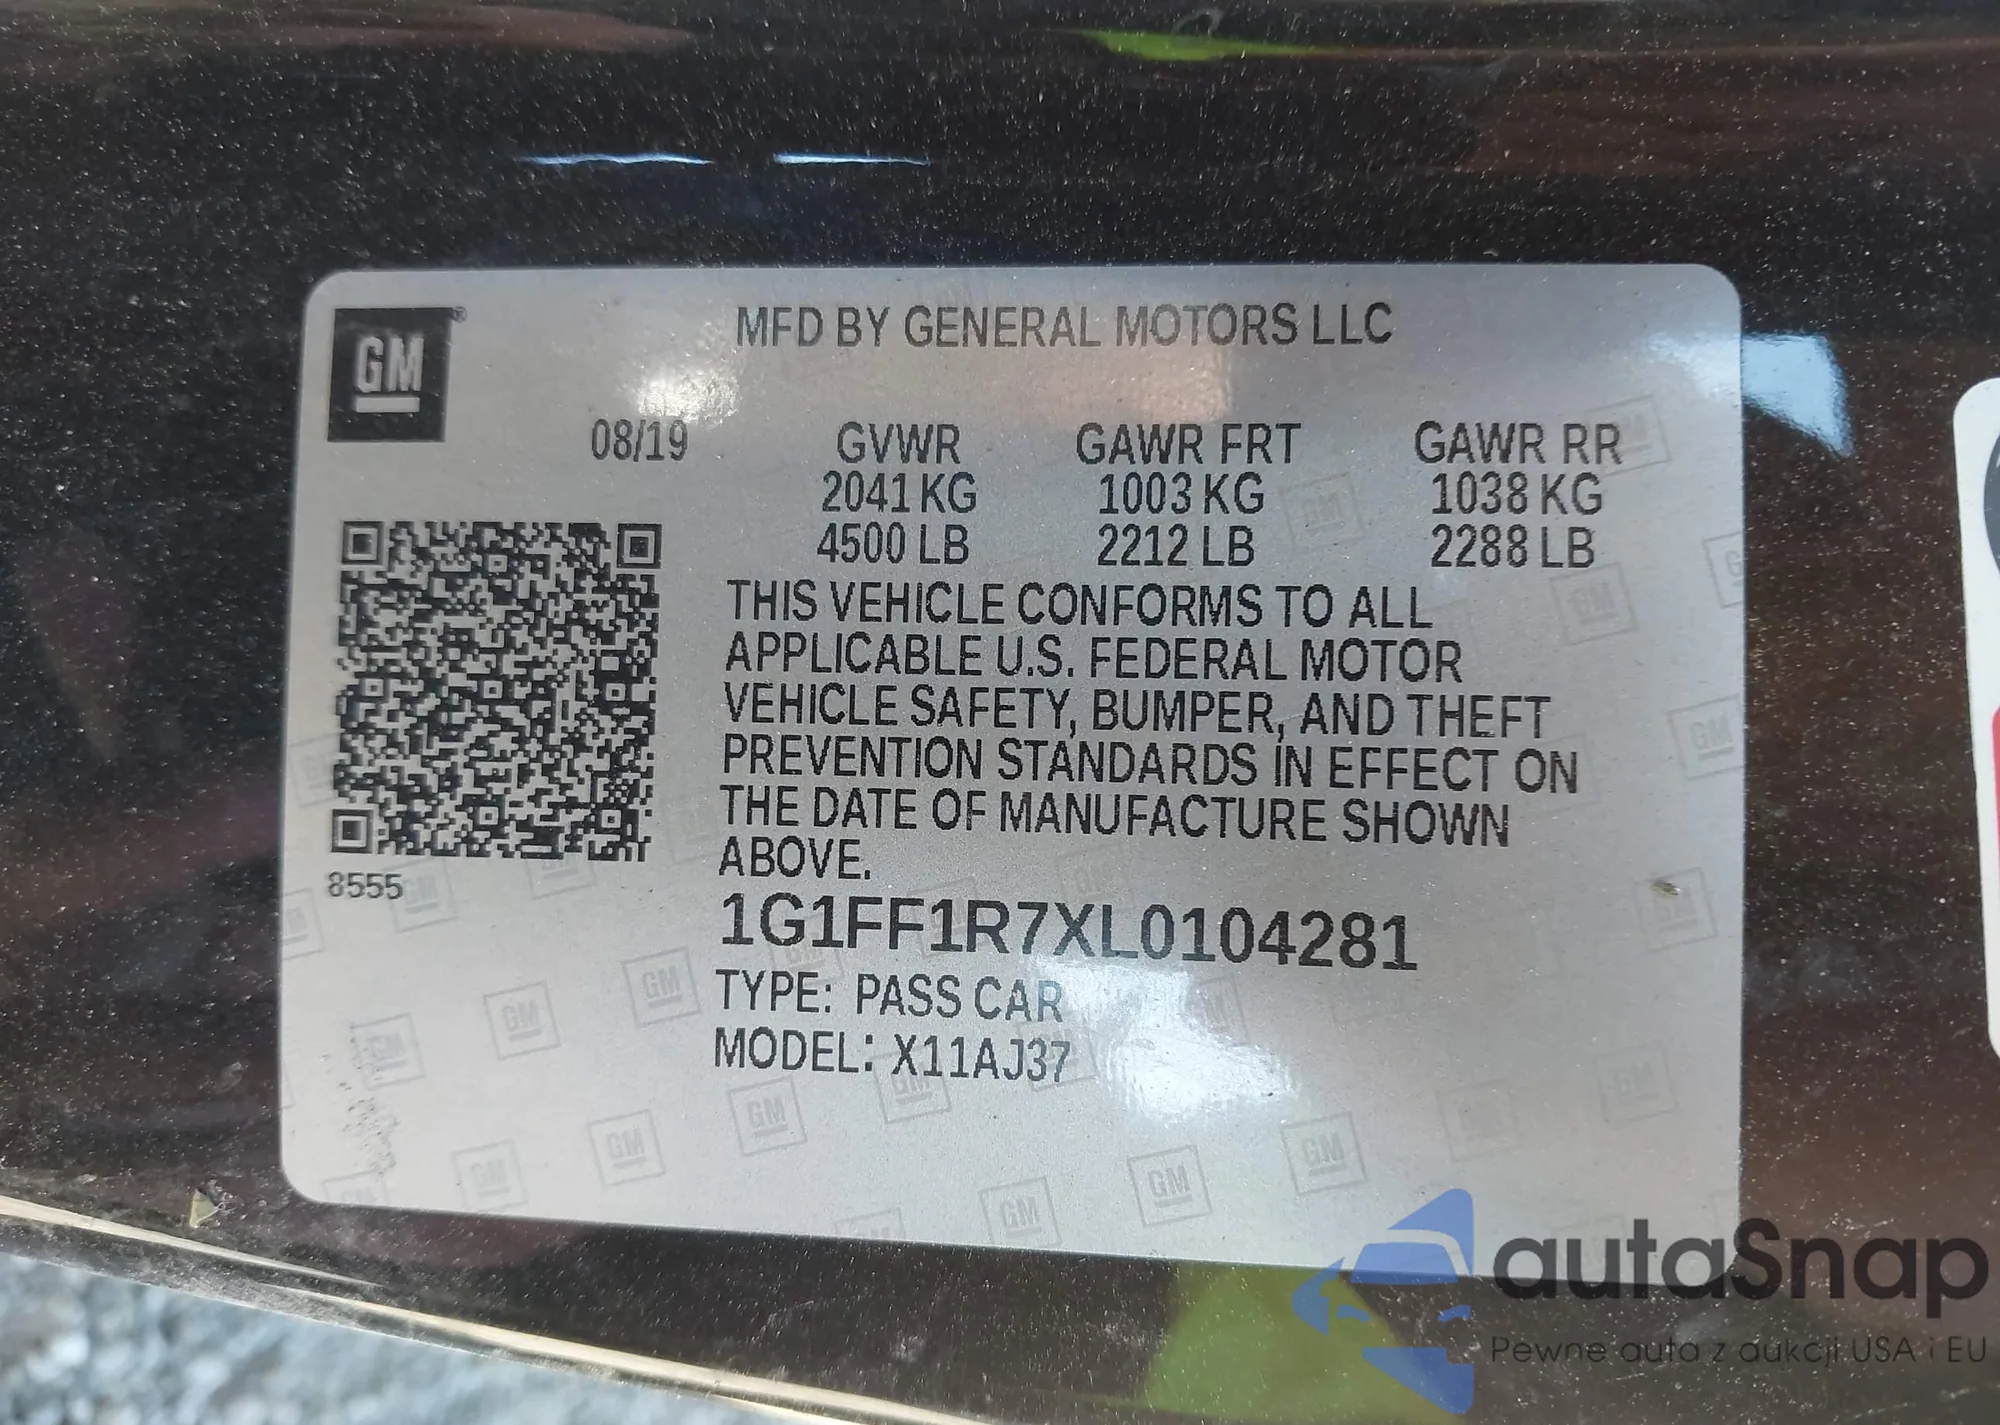 GM
MFD BY GENERAL MOTORS LLC
08/19 GVWR GAWR FRT GAWR RR
2041 KG 1003 KG 1038 KG
4500 LB 2212 LB 2288 LB
THIS VEHICLE CONFORMS TO ALL
APPLICABLE U.S. FEDERAL MOTOR
VEHICLE SAFETY, BUMPER, AND THEFT
PREVENTION STANDARDS IN EFFECT ON
THE DATE OF MANUFACTURE SHOWN
ABOVE.
8555
1G1FF1R7XL0104281
TYPE: PASS CAR
MODEL: X11AJ37
autaSnap
Pewne auta z aukcji USA i EU